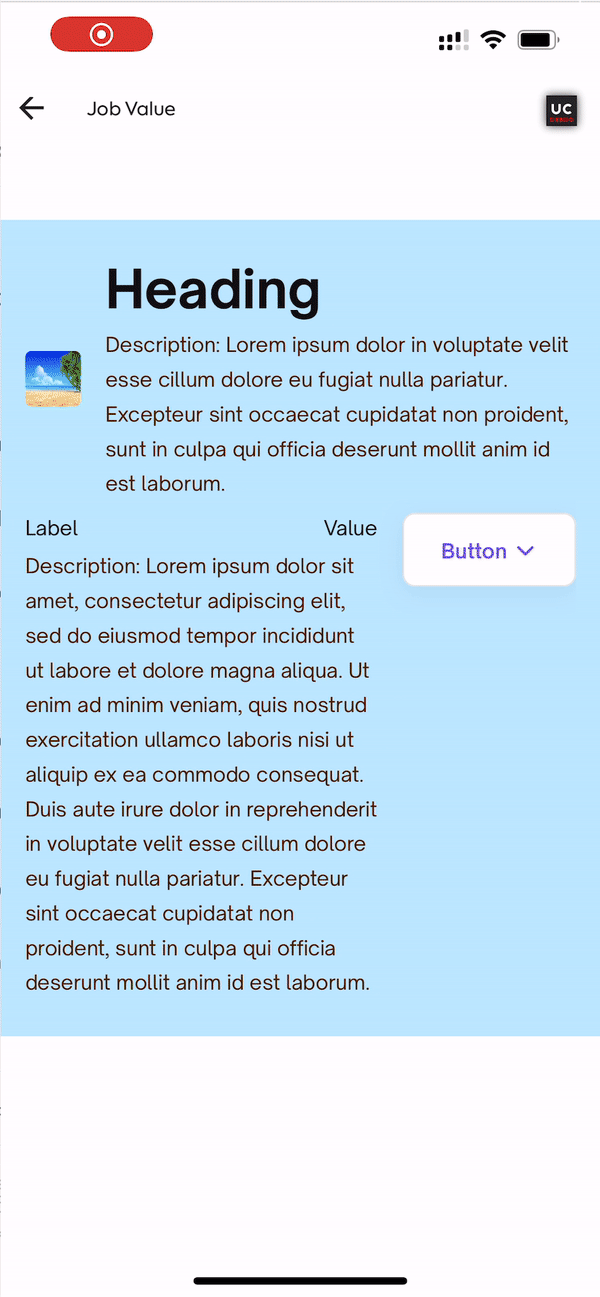 Job Value
UC
Heading
Description: Lorem ipsum dolor in voluptate velit
esse cillum dolore eu fugiat nulla pariatur.
Excepteur sint occaecat cupidatat non proident,
sunt in culpa qui officia deserunt mollit anim id
est laborum.
Label
Value
Button
Description: Lorem ipsum dolor sit
amet, consectetur adipiscing elit,
sed do eiusmod tempor incididunt
ut labore et dolore magna aliqua. Ut
enim ad minim veniam, quis nostrud
exercitation ullamco laboris nisi ut
aliquip ex ea commodo consequat.
Duis aute irure dolor in reprehenderit
in voluptate velit esse cillum dolore
eu fugiat nulla pariatur. Excepteur
sint occaecat cupidatat non
proident, sunt in culpa qui officia
deserunt mollit anim id est laborum.